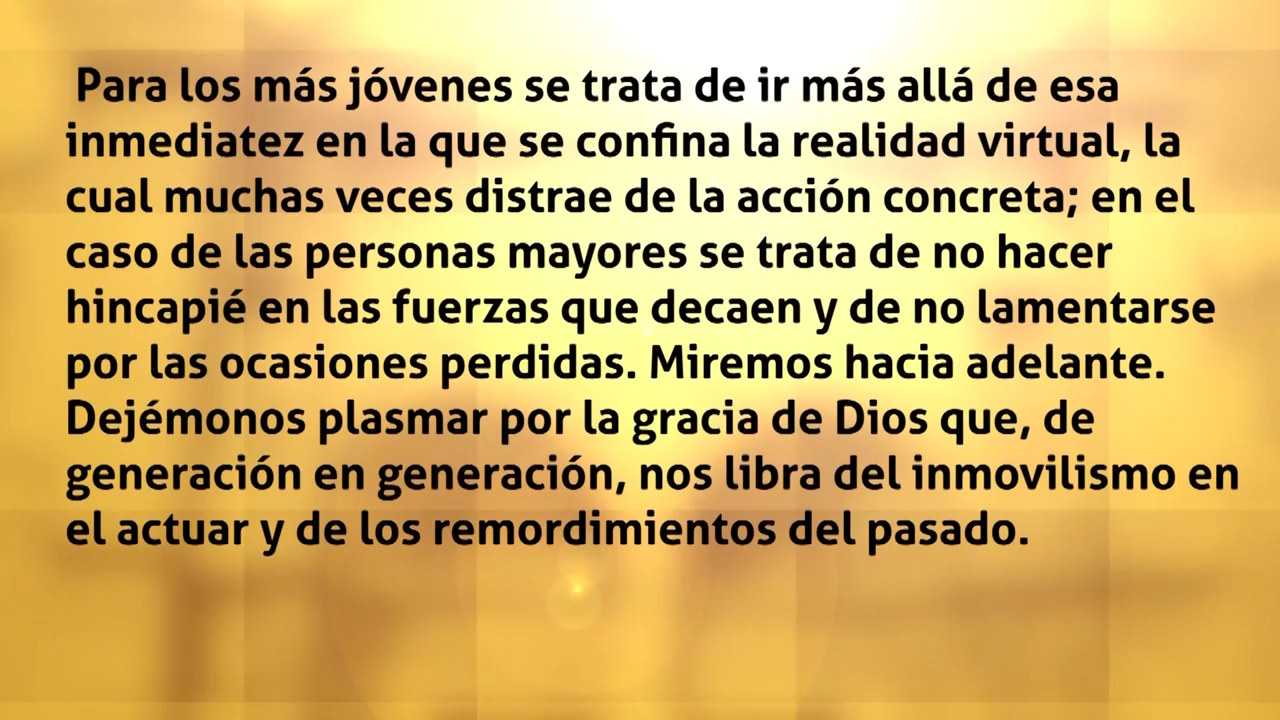 Para los más jóvenes se trata de ir más allá de esa
inmediatez en la que se confina la realidad virtual, la
cual muchas veces distrae de la acción concreta; en el
caso de las personas mayores se trata de no hacer
hincapié en las fuerzas que decaen y de no lamentarse
por las ocasiones perdidas. Miremos hacia adelante.
Dejémonos plasmar por la gracia de Dios que, de
generación en generación, nos libra del inmovilismo en
el actuar y de los remordimientos del pasado.